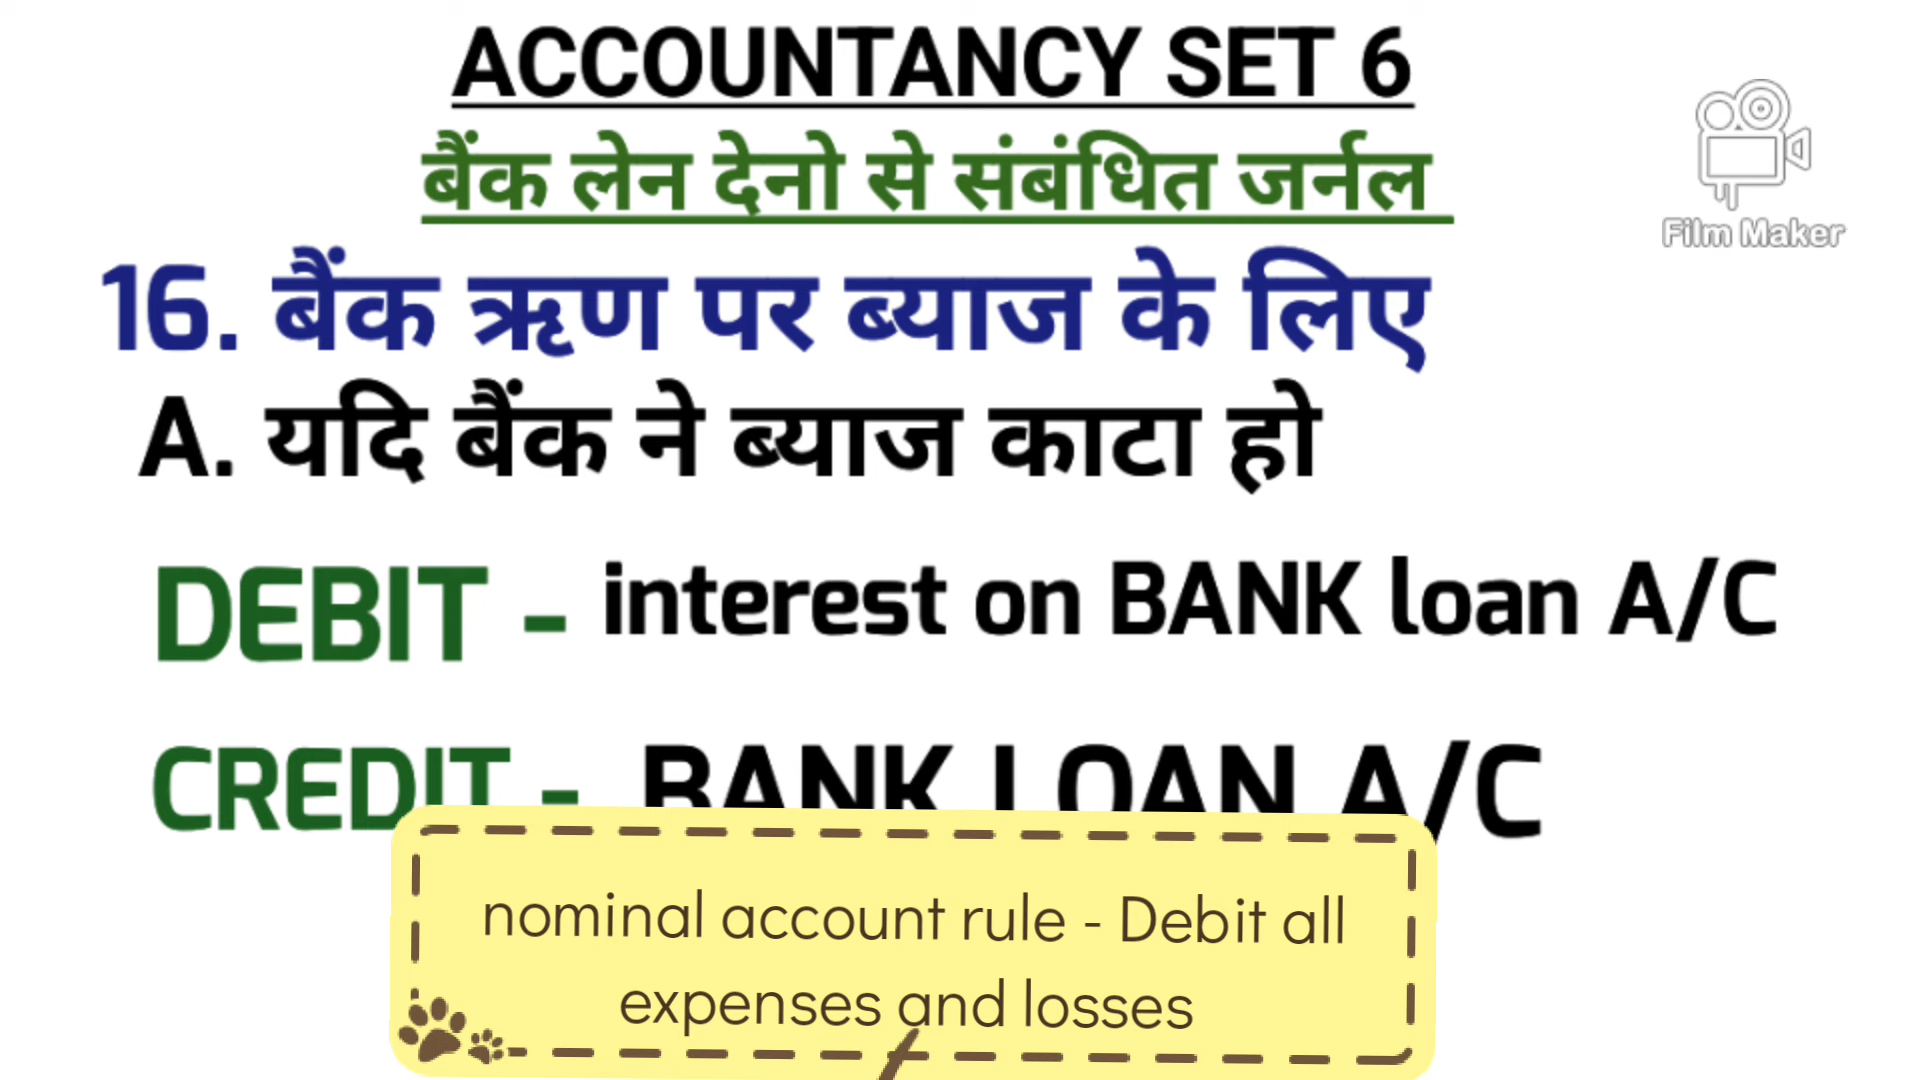 ACCOUNTANCY SET 6
बैंक लेन देनो से संबंधित जर्नल
Film Maker
16. बैंक ऋण पर ब्याज के लिए
A. यदि बैंक ने ब्याज काटा हो
DEBIT - interest on BANK loan A/C
CREDIT - BANK LOAN A/C
nominal account rule - Debit all
expenses and losses